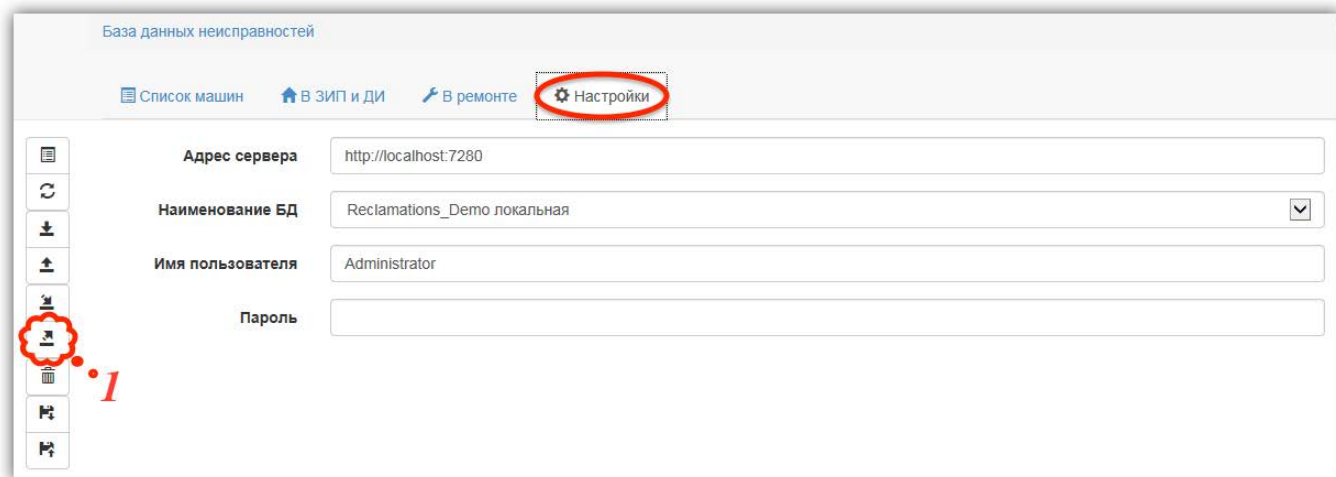 База данных неисправностей
Список машин В ЗИП и ДИ В ремонте Настройки
Адрес сервера http://localhost:7280
Наименование БД Reclamations_Demo локальная
Имя пользователя Administrator
Пароль
1